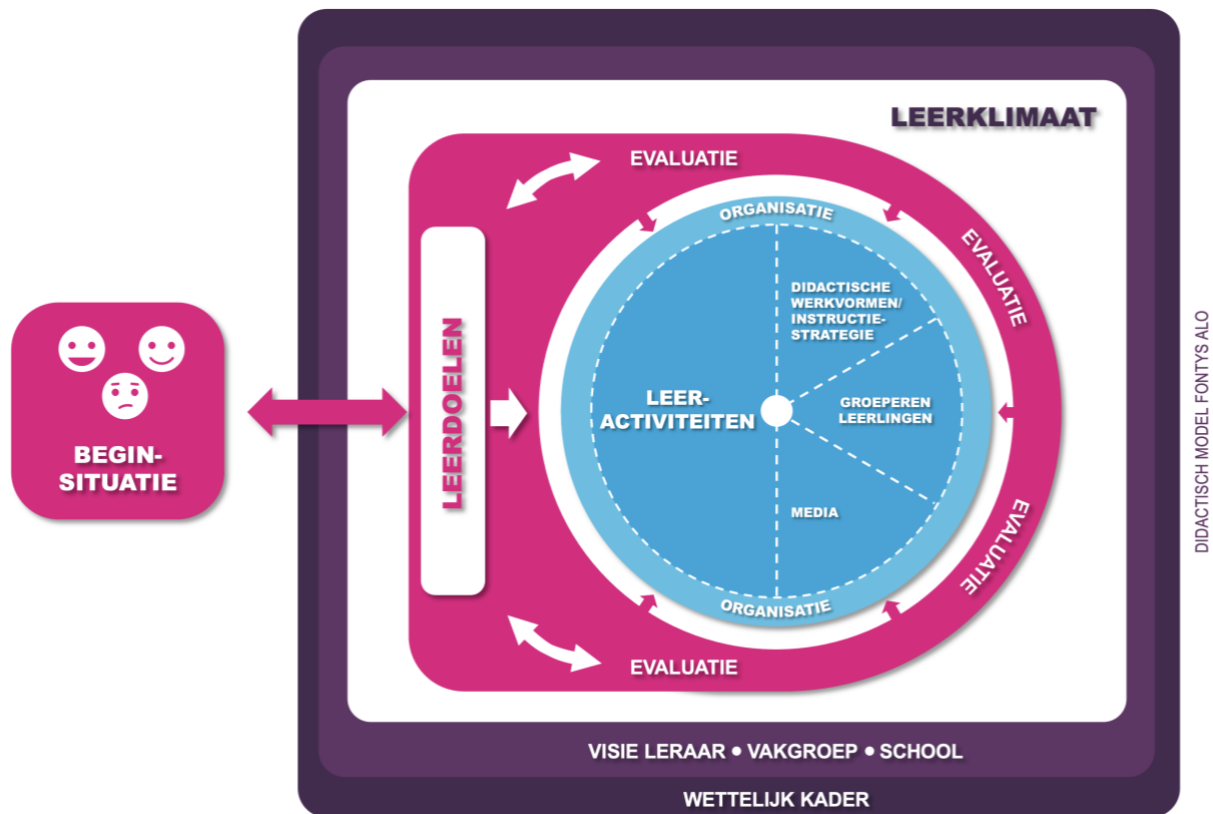 LEERKLIMAAT
EVALUATIE
ORGANISATIE
EVALUATIE
DIDACTISCHE
WERKVORMEN/
INSTRUCTIE-
STRATEGIE
LEERDOELEN
LEER-
ACTIVITEITEN
GROEPEREN
LEERLINGEN
BEGIN-
SITUATIE
MEDIA
EVALUATIE
ORGANISATIE
EVALUATIE
VISIE LERAAR • VAKGROEP • SCHOOL
WETTELIJK KADER
DIDACTISCH MODEL FONTYS ALO